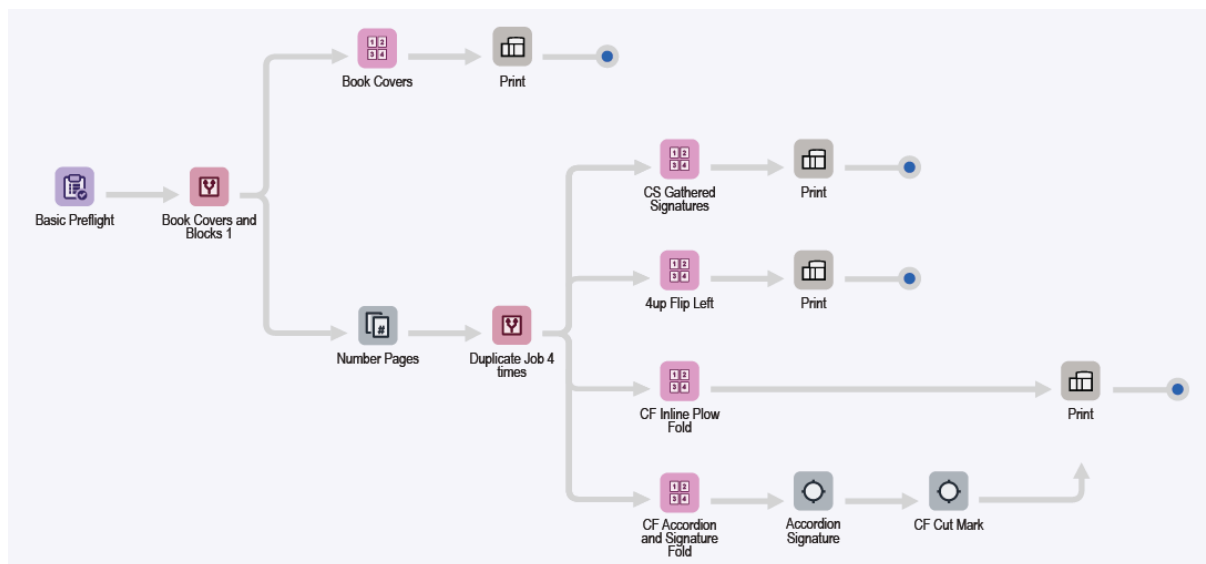 Book Covers
Print
Basic Preflight
Book Covers and
Blocks 1
CS Gathered
Signatures
Print
4up Flip Left
Print
Number Pages
Duplicate Job 4
times
CF Inline Plow
Fold
Print
CF Accordion
and Signature
Fold
Accordion
Signature
CF Cut Mark